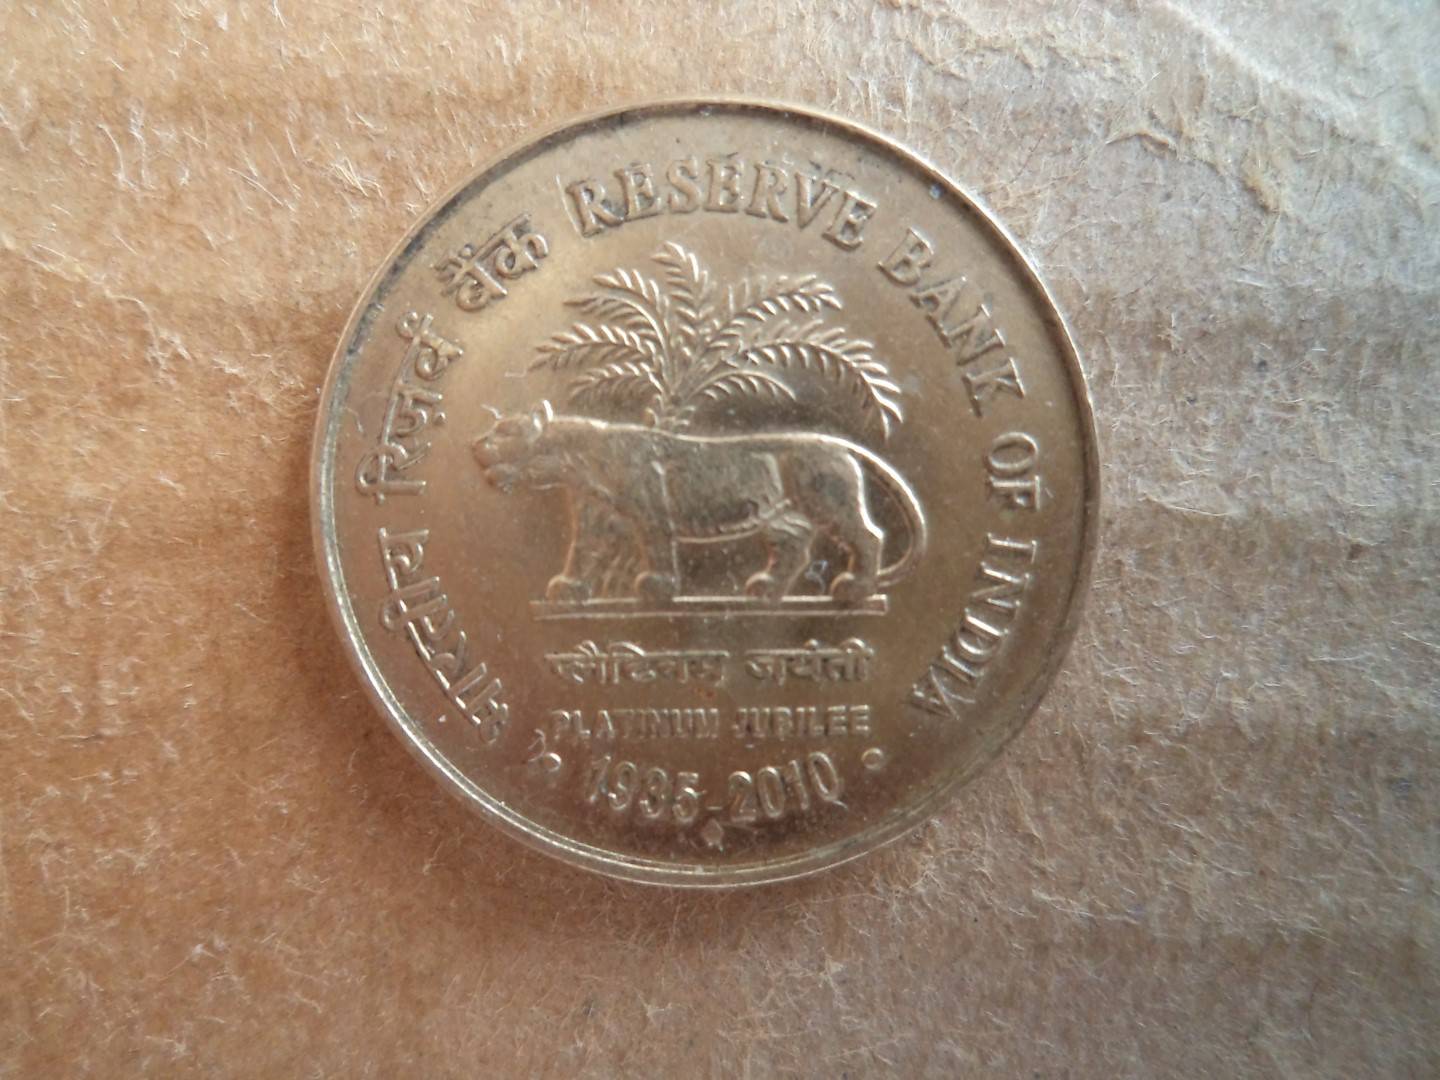 भारतीय रिज़र्व बैंक RESERVE BANK OF INDIA
प्लैटिनम जयंती
PLATINUM JUBILEE
1935-2010